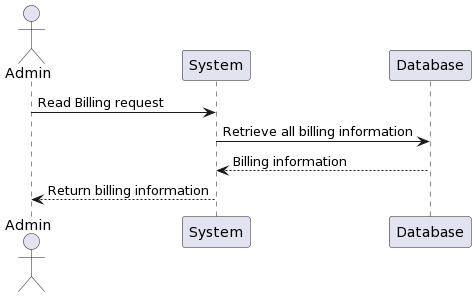 Admin
System
Database
Read Billing request
Retrieve all billing information
Billing information
Return billing information
Admin
System
Database